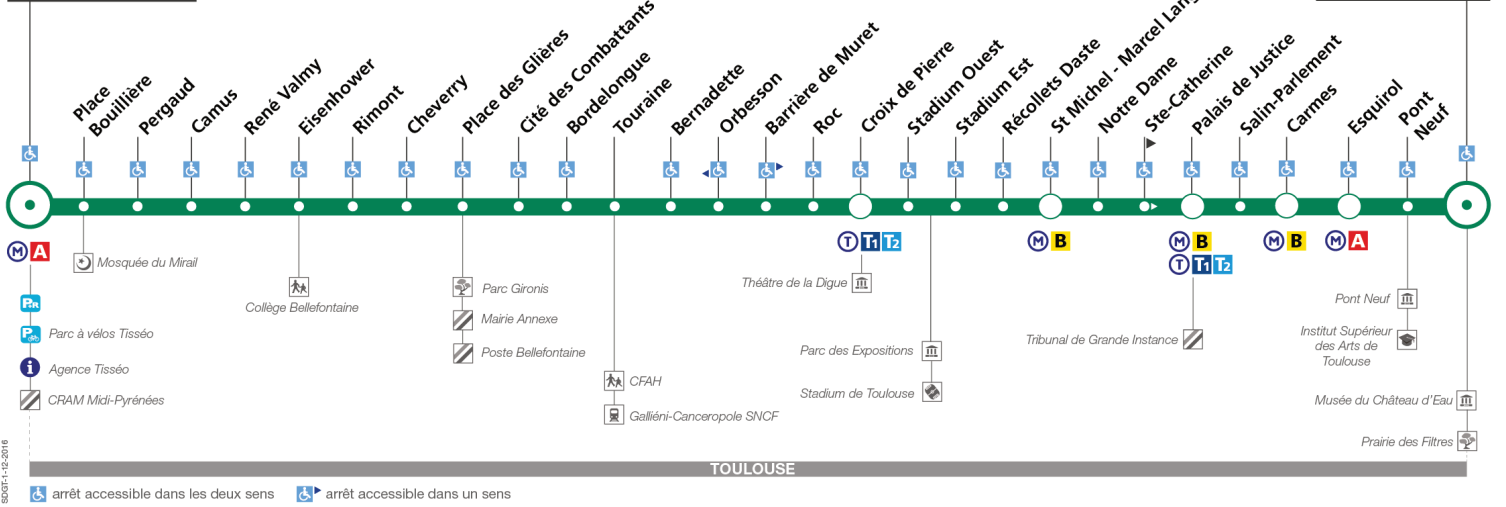 Place
Bouillière
Pergaud
Camus
René Valmy
Eisenhower
Rimont
Cheverry
Place des Glières
Cité des Combattants
Bordelongue
Touraine
Bernadette
Orbesson
Barrière de Muret
Roc
Croix de Pierre
Stadium Ouest
Stadium Est
Récollets Daste
St Michel - Marcel Lang
Notre Dame
Ste-Catherine
Palais de Justice
Salin-Parlement
Carmes
Esquirol
Pont
Neuf
M A
T T1 T2
M B
M B
T T1 T2
M B
M A
Mosquée du Mirail
P+R
Parc à vélos Tisséo
Agence Tisséo
CRAM Midi-Pyrénées
Collège Bellefontaine
Parc Gironis
Mairie Annexe
Poste Bellefontaine
CFAH
Galliéni-Canceropole SNCF
Théâtre de la Digue
Parc des Expositions
Stadium de Toulouse
Tribunal de Grande Instance
Pont Neuf
Institut Supérieur
des Arts de
Toulouse
Musée du Château d'Eau
Prairie des Filtres
TOULOUSE
arrêt accessible dans les deux sens
arrêt accessible dans un sens
SDGT-1-12-2016